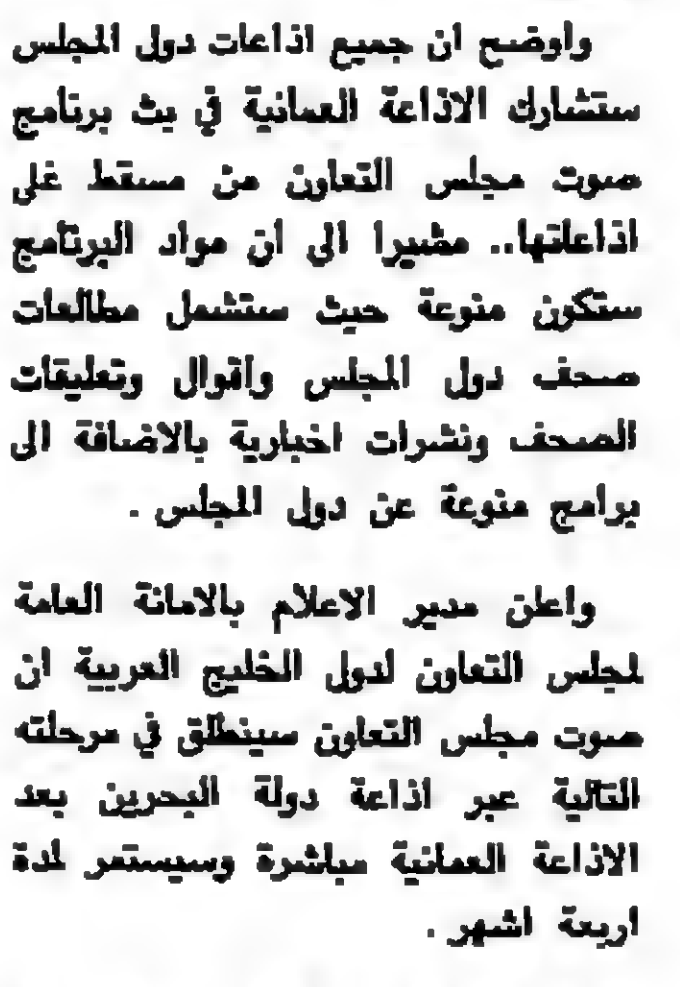 واوضح ان جميع اذاعات دول المجلس
ستشارك الاذاعة العمانية في بث برنامج
صوت مجلس التعاون من مسقط على
اذاعاتها.. مشيرا الى ان مواد البرنامج
ستكون منوعة حيث ستشمل مطالعات
صحف دول المجلس واقوال وتعليقات
الصحف ونشرات اخبارية بالاضافة الى
برامج منوعة عن دول المجلس .
واعلن مدير الاعلام بالامانة العامة
لمجلس التعاون لدول الخليج العربية ان
صوت مجلس التعاون سينطلق في مرحلته
التالية عبر اذاعة دولة البحرين بعد
الاذاعة العمانية مباشرة وسيستمر لمدة
اربعة اشهر .